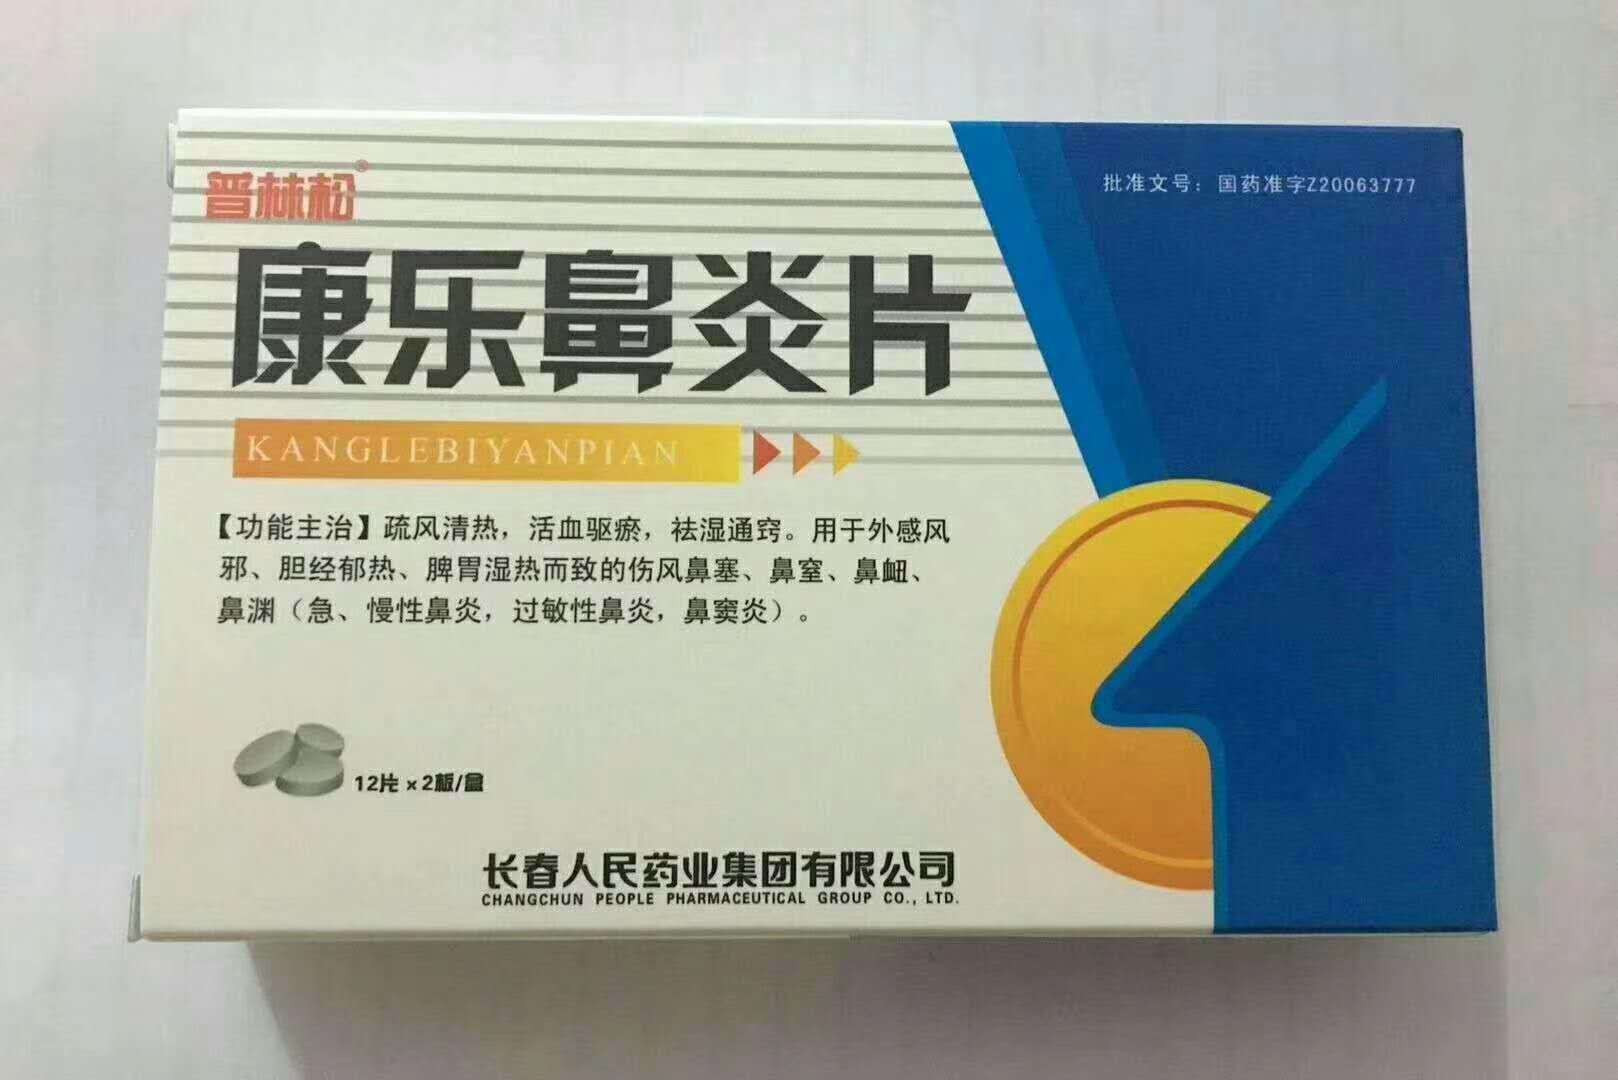 普林松®
批准文号：国药准字Z20063777
康乐鼻炎片
KANGLEBIYANPIAN
【功能主治】疏风清热，活血驱瘀，祛湿通窍。用于外感风
邪、胆经郁热、脾胃湿热而致的伤风鼻塞、鼻窒、鼻衄、
鼻渊（急、慢性鼻炎，过敏性鼻炎，鼻窦炎）。
12片×2板/盒
长春人民药业集团有限公司
CHANGCHUN PEOPLE PHARMACEUTICAL GROUP CO., LTD.